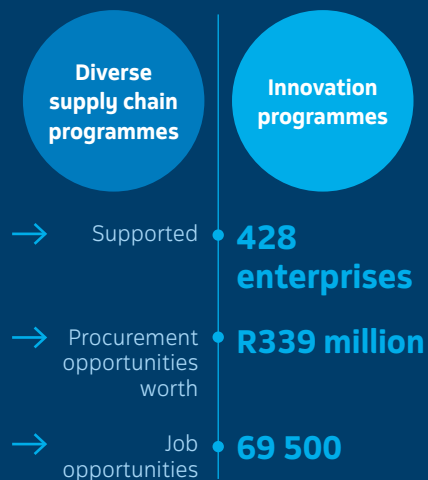 Diverse
supply chain
programmes
Innovation
programmes
Supported
428
enterprises
Procurement
opportunities
worth
R339 million
Job
opportunities
69 500